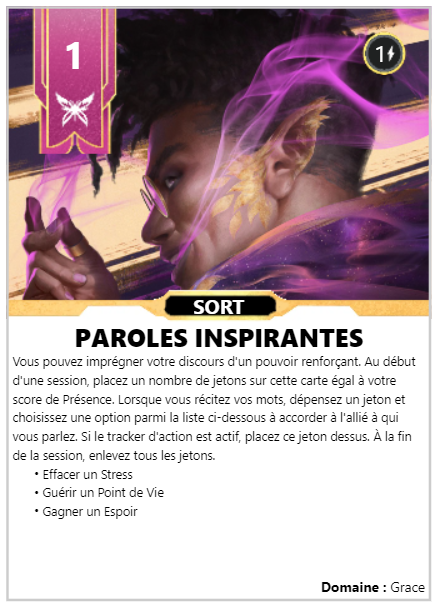 1
1
SORT
PAROLES INSPIRANTES
Vous pouvez imprégner votre discours d'un pouvoir renforçant. Au début
d'une session, placez un nombre de jetons sur cette carte égal à votre
score de Présence. Lorsque vous récitez vos mots, dépensez un jeton et
choisissez une option parmi la liste ci-dessous à accorder à l'allié à qui
vous parlez. Si le tracker d'action est actif, placez ce jeton dessus. À la fin
de la session, enlevez tous les jetons.
• Effacer un Stress
• Guérir un Point de Vie
• Gagner un Espoir
Domaine : Grace